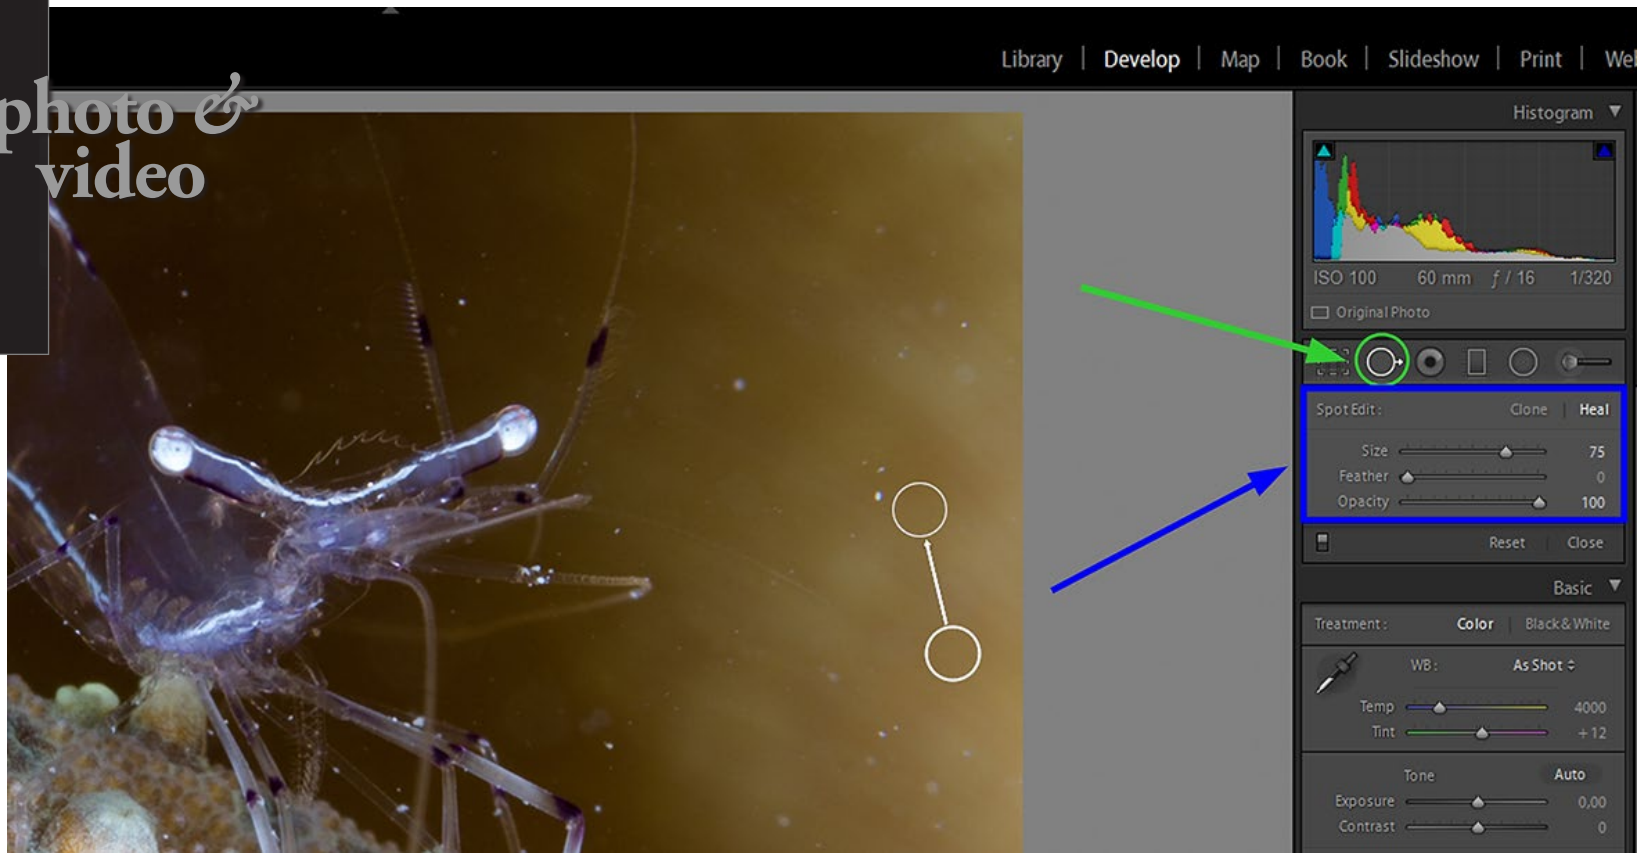 Library | Develop | Map | Book | Slideshow | Print |
photo &
video
Histogram
ISO 100 60 mm ƒ / 16 1/320
Original Photo
Spot Edit : Clone | Heal
Size 75
Feather 0
Opacity 100
Reset Close
Basic
Treatment : Color Black & White
WB : As Shot
Temp 4000
Tint + 12
Tone Auto
Exposure 0,00
Contrast 0